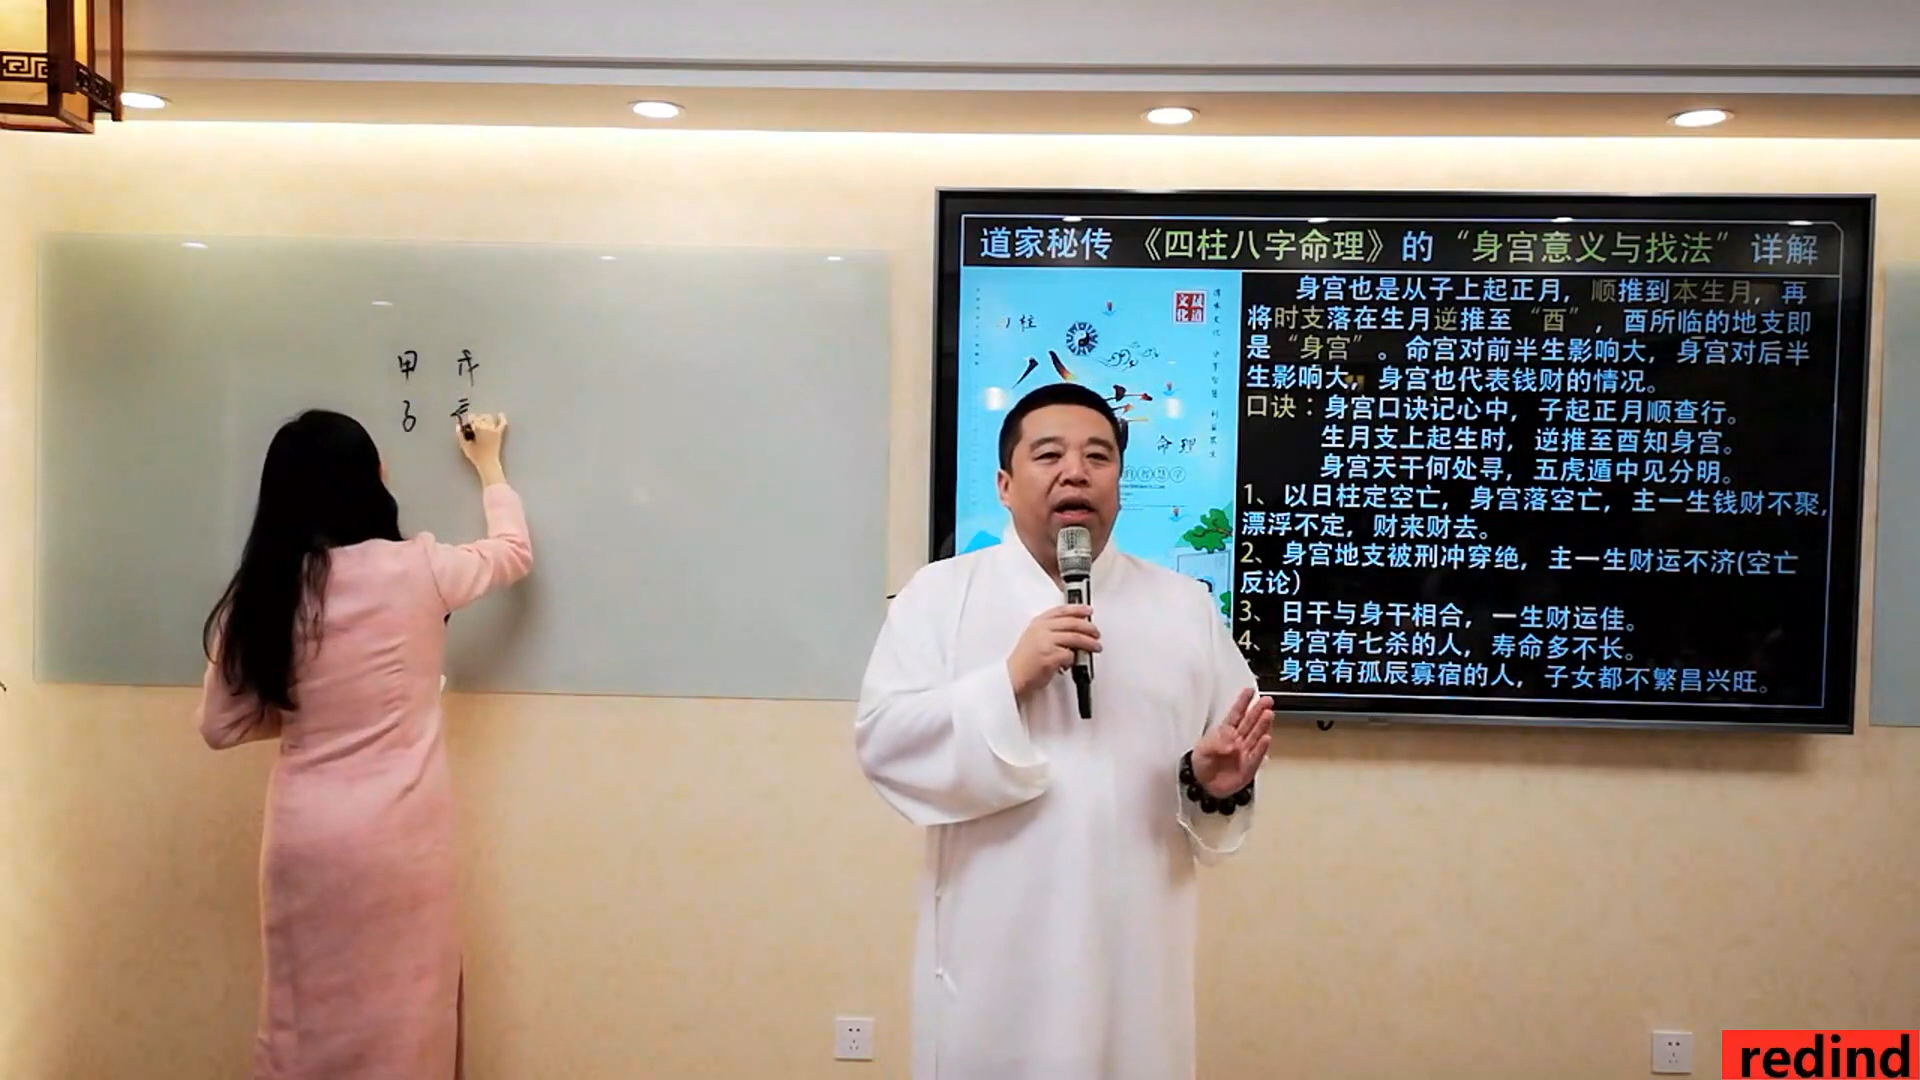 道家秘传 《四柱八字命理》的 “身宫意义与找法” 详解
身宫也是从子上起正月, 顺推到本生月, 再
将时支落在生月逆推至 “酉” , 酉所临的地支即
是 “身宫” 。命宫对前半生影响大, 身宫对后半
生影响大, 身宫也代表钱财的情况。
口诀：身宫口诀记心中, 子起正月顺查行。
生月支上起生时, 逆推至酉知身宫。
身宫天干何处寻, 五虎遁中见分明。
1、 以日柱定空亡, 身宫落空亡, 主一生钱财不聚,
漂浮不定, 财来财去。
2、 身宫地支被刑冲穿绝, 主一生财运不济(空亡
反论）
3、 日干与身干相合, 一生财运佳。
4、 身宫有七杀的人, 寿命多不长。
身宫有孤辰寡宿的人, 子女都不繁昌兴旺。
晟道
文化
柱
八
命理
甲 戊
子
redind